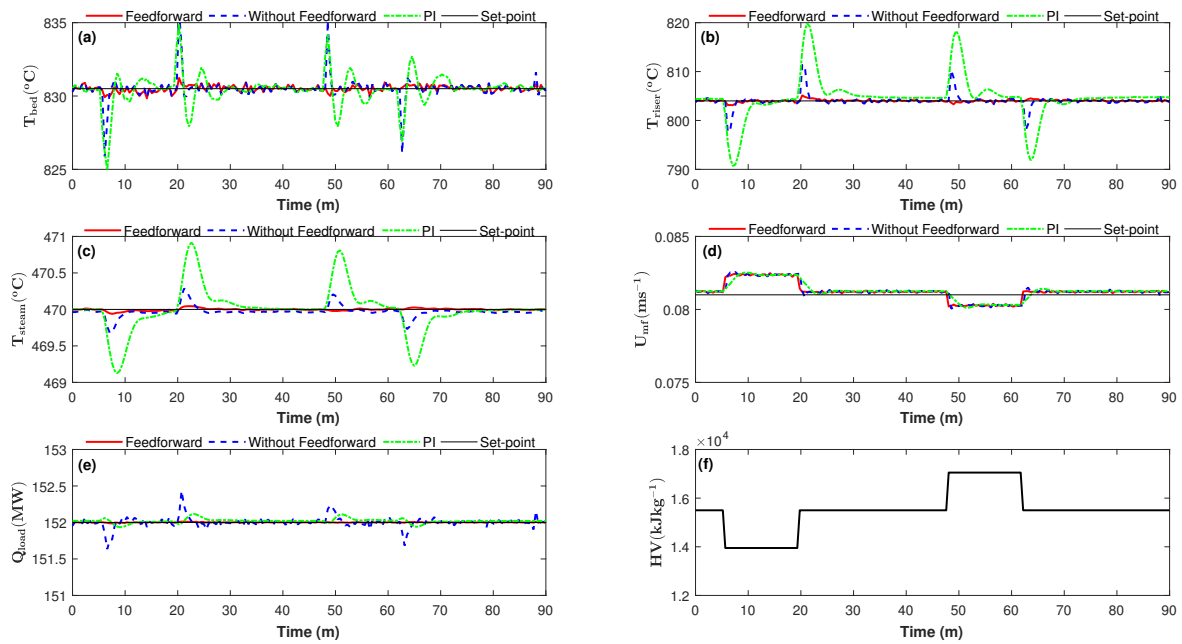 Feedforward Without Feedforward PI Set-point
(a)
835
830
825
T_bed(°C)
0 10 20 30 40 50 60 70 80 90
Time (m)
Feedforward Without Feedforward PI Set-point
(b)
820
810
800
790
T_riser(°C)
0 10 20 30 40 50 60 70 80 90
Time (m)
Feedforward Without Feedforward PI Set-point
(c)
471
470.5
470
469.5
469
T_steam(°C)
0 10 20 30 40 50 60 70 80 90
Time (m)
Feedforward Without Feedforward PI Set-point
(d)
0.085
0.08
0.075
U_mf(ms⁻¹)
0 10 20 30 40 50 60 70 80 90
Time (m)
Feedforward Without Feedforward PI Set-point
(e)
153
152.5
152
151.5
151
Q_load(MW)
0 10 20 30 40 50 60 70 80 90
Time (m)
×10⁴
(f)
1.8
1.6
1.4
1.2
HV(kJkg⁻¹)
0 10 20 30 40 50 60 70 80 90
Time (m)